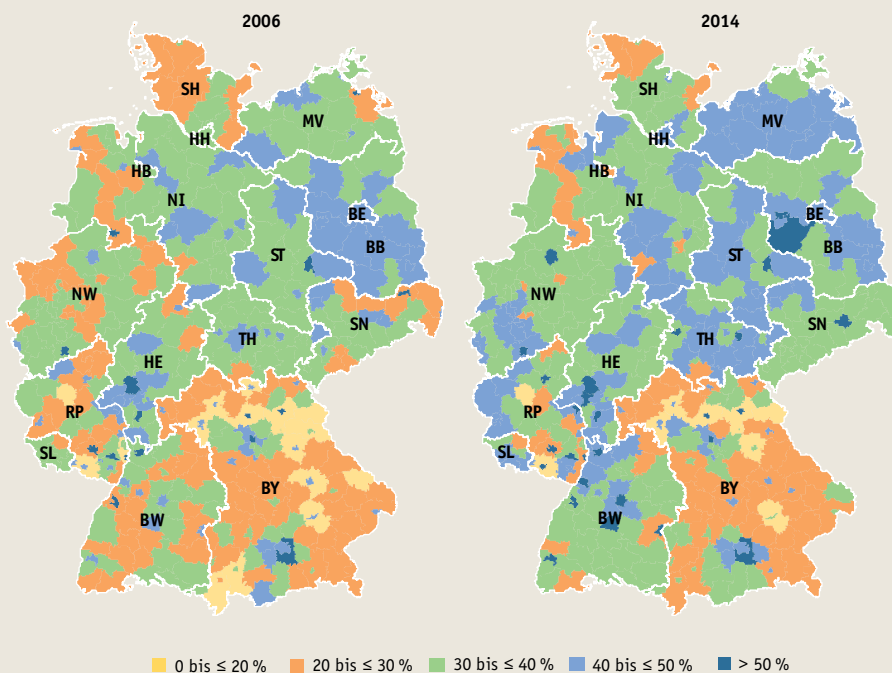 2006
2014
SH
MV
HH
HB
NI
BE
BB
ST
NW
SN
TH
HE
RP
SL
BY
BW
SH
MV
HH
HB
NI
BE
BB
ST
NW
SN
TH
HE
RP
SL
BY
BW
0 bis ≤ 20 % 20 bis ≤ 30 % 30 bis ≤ 40 % 40 bis ≤ 50 % > 50 %